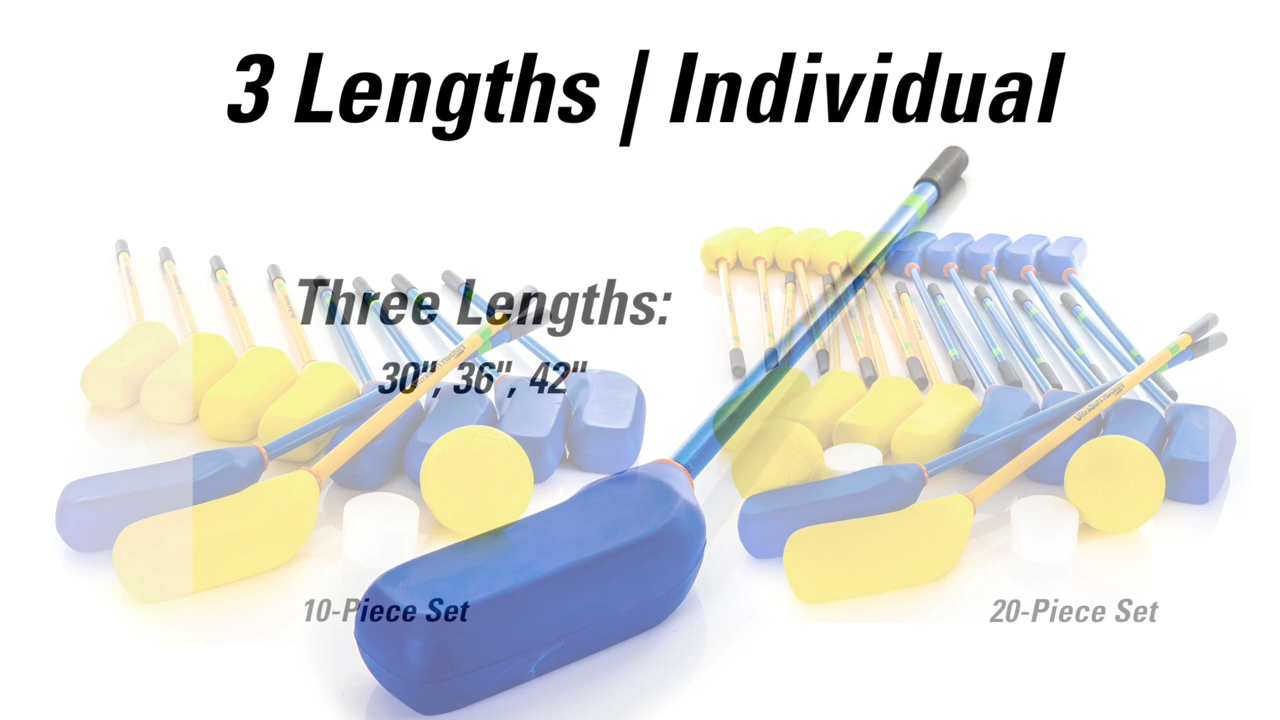 3 Lengths | Individual
Three Lengths:
30", 36", 42"
10-Piece Set
20-Piece Set